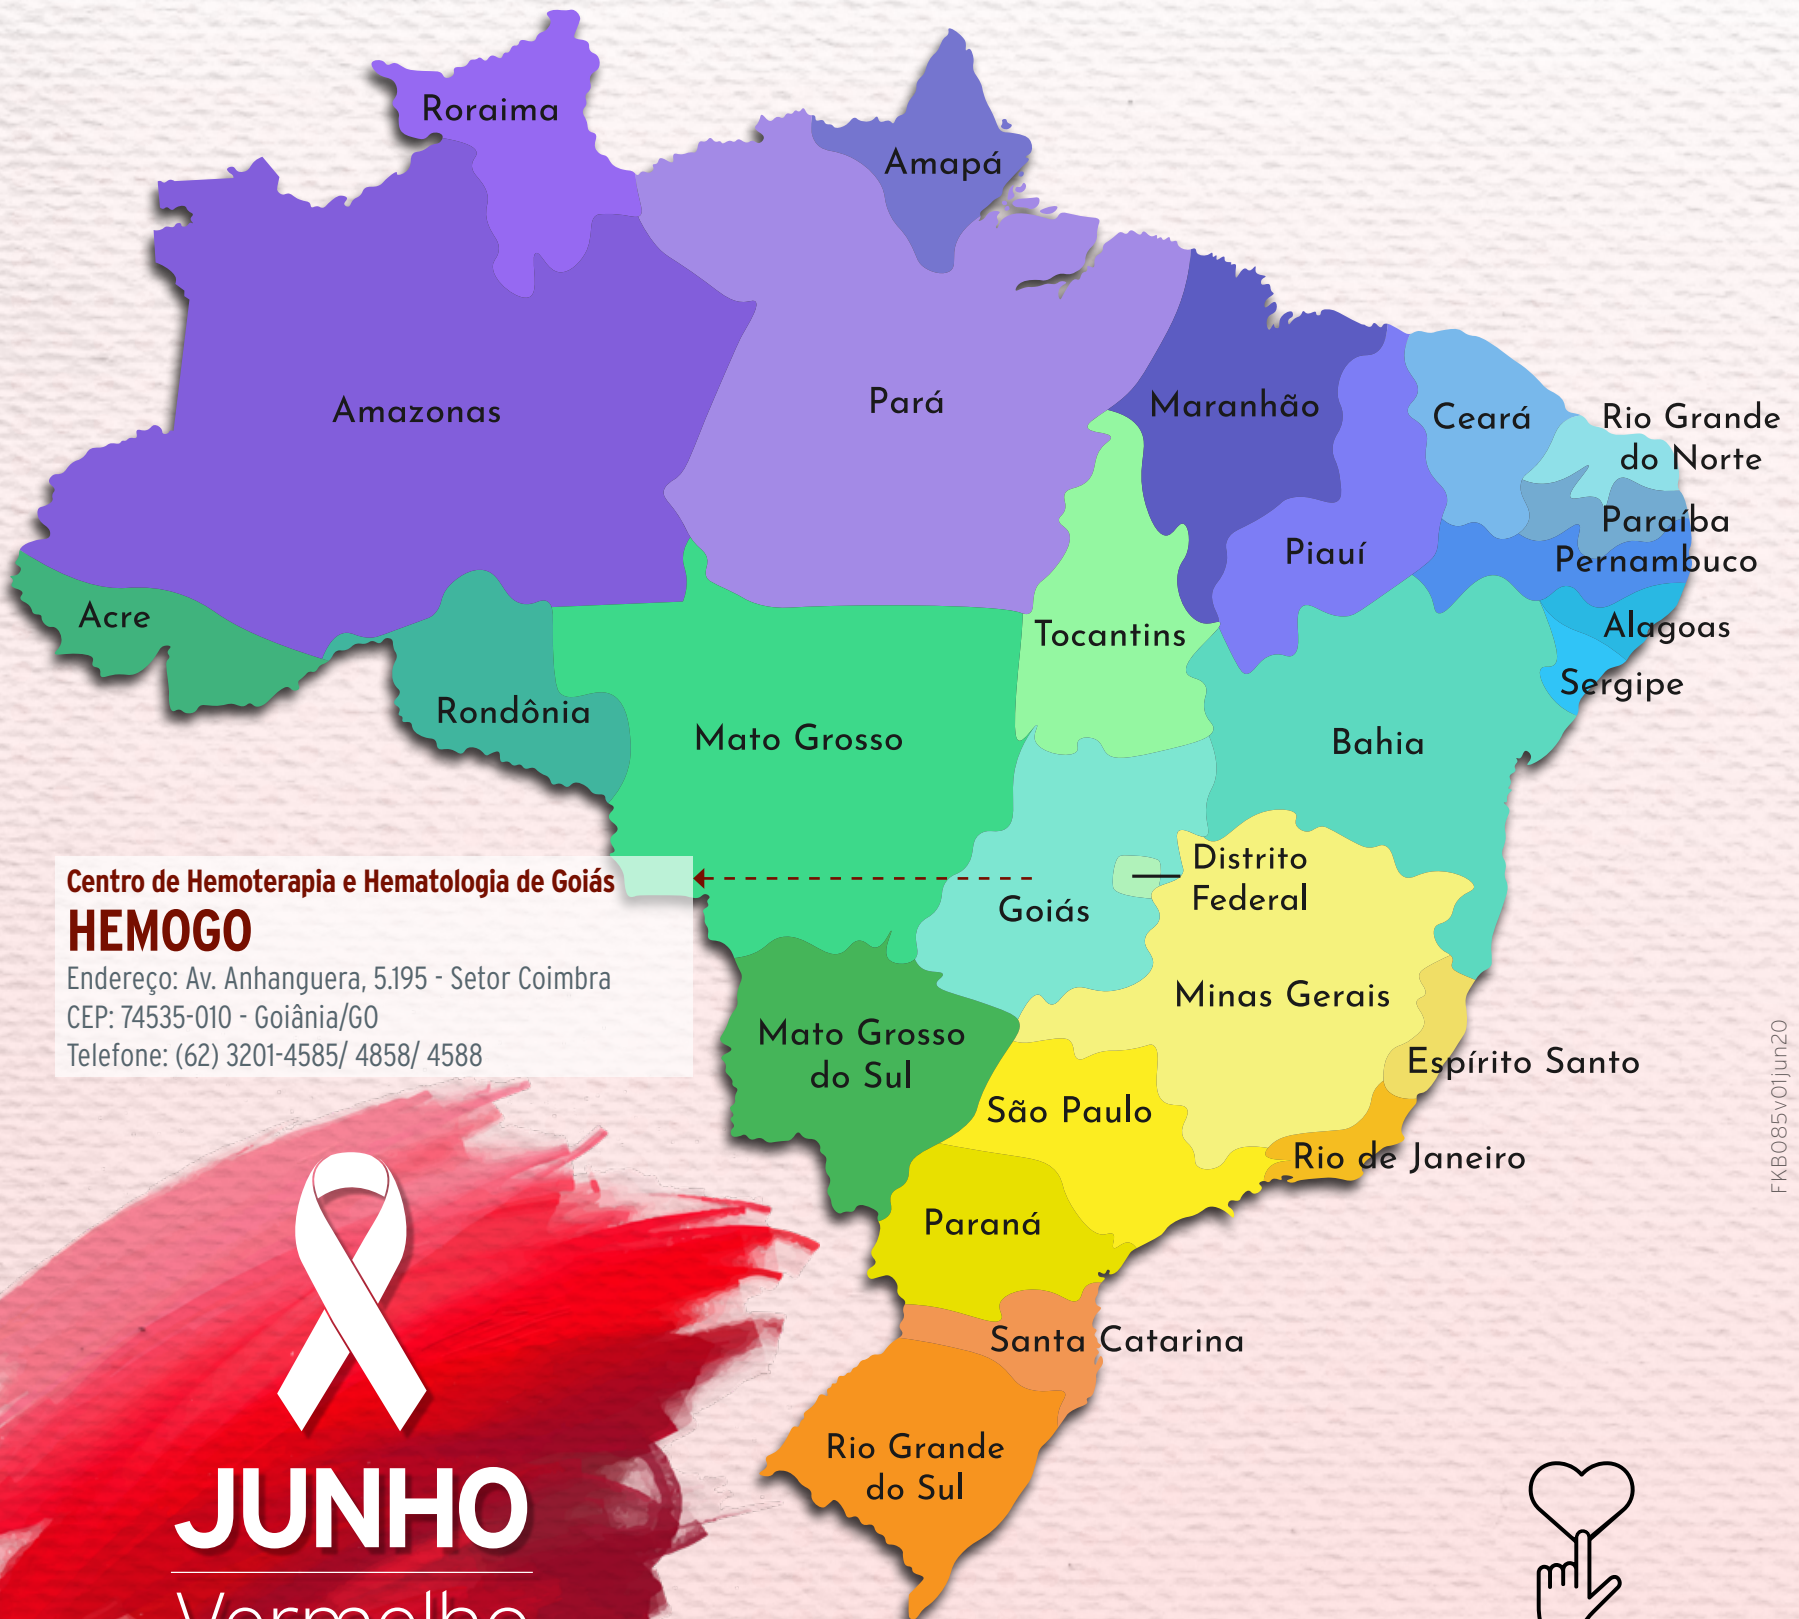 Roraima
Amapá
Amazonas
Pará
Maranhão
Ceará
Rio Grande
do Norte
Paraíba
Piauí
Pernambuco
Acre
Tocantins
Alagoas
Sergipe
Rondônia
Mato Grosso
Bahia
Distrito
Federal
Goiás
Centro de Hemoterapia e Hematologia de Goiás
HEMOGO
Endereço: Av. Anhanguera, 5.195 - Setor Coimbra
CEP: 74535-010 - Goiânia/GO
Telefone: (62) 3201-4585/ 4858/ 4588
Minas Gerais
Mato Grosso
do Sul
Espírito Santo
São Paulo
Rio de Janeiro
Paraná
Santa Catarina
Rio Grande
do Sul
FKB085v01jun20
JUNHO
Vermelho